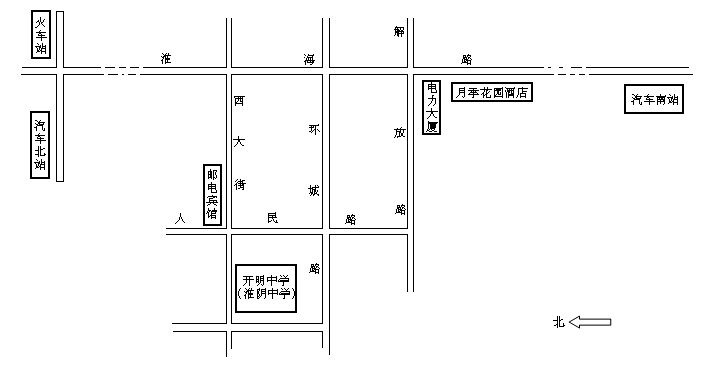 火车站
解
淮海路
电力大厦
月季花园酒店
汽车南站
西大街
环城路
放路
汽车北站
邮电宾馆
人民路
开明中学
(淮阴中学)
北